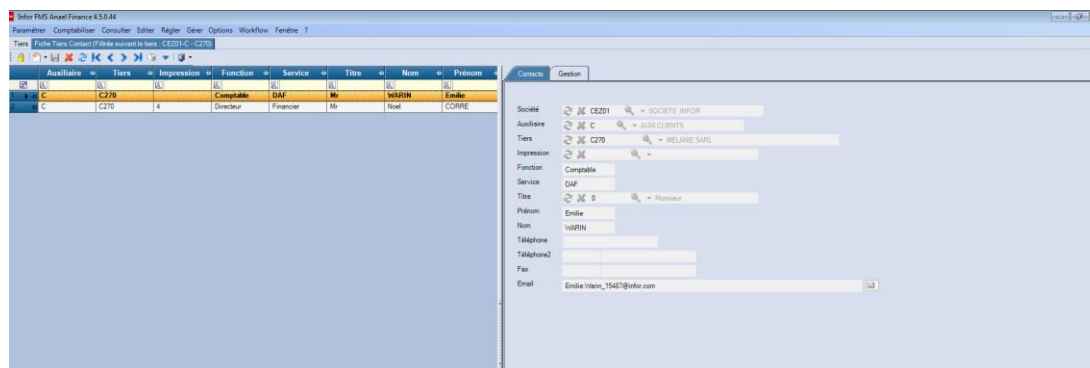 Infor FMS Anael Finance 4.5.0.44
Paramétrer Comptabiliser Consulter Editer Régler Gérer Options Workflow Fenêtre ?
Tiers Fiche Tiers Contact (Filtrée suivant le tiers : CEZ01-C - C270)
Auxiliaire Tiers Impression Fonction Service Titre Nom Prénom
C C270 Comptable DAF Mr WARIN Emilie
2 C C270 4 Directeur Financier Mr Noel CORRE
Contacts Gestion
Société CEZ01 SOCIETE INFOR
Auxiliaire C AUXI CLIENTS
Tiers C270 MELANIE SARL
Impression
Fonction Comptable
Service DAF
Titre 0 Monsieur
Prénom Emilie
Nom WARIN
Téléphone
Téléphone2
Fax
Email Emilie.Warin_15487@infor.com